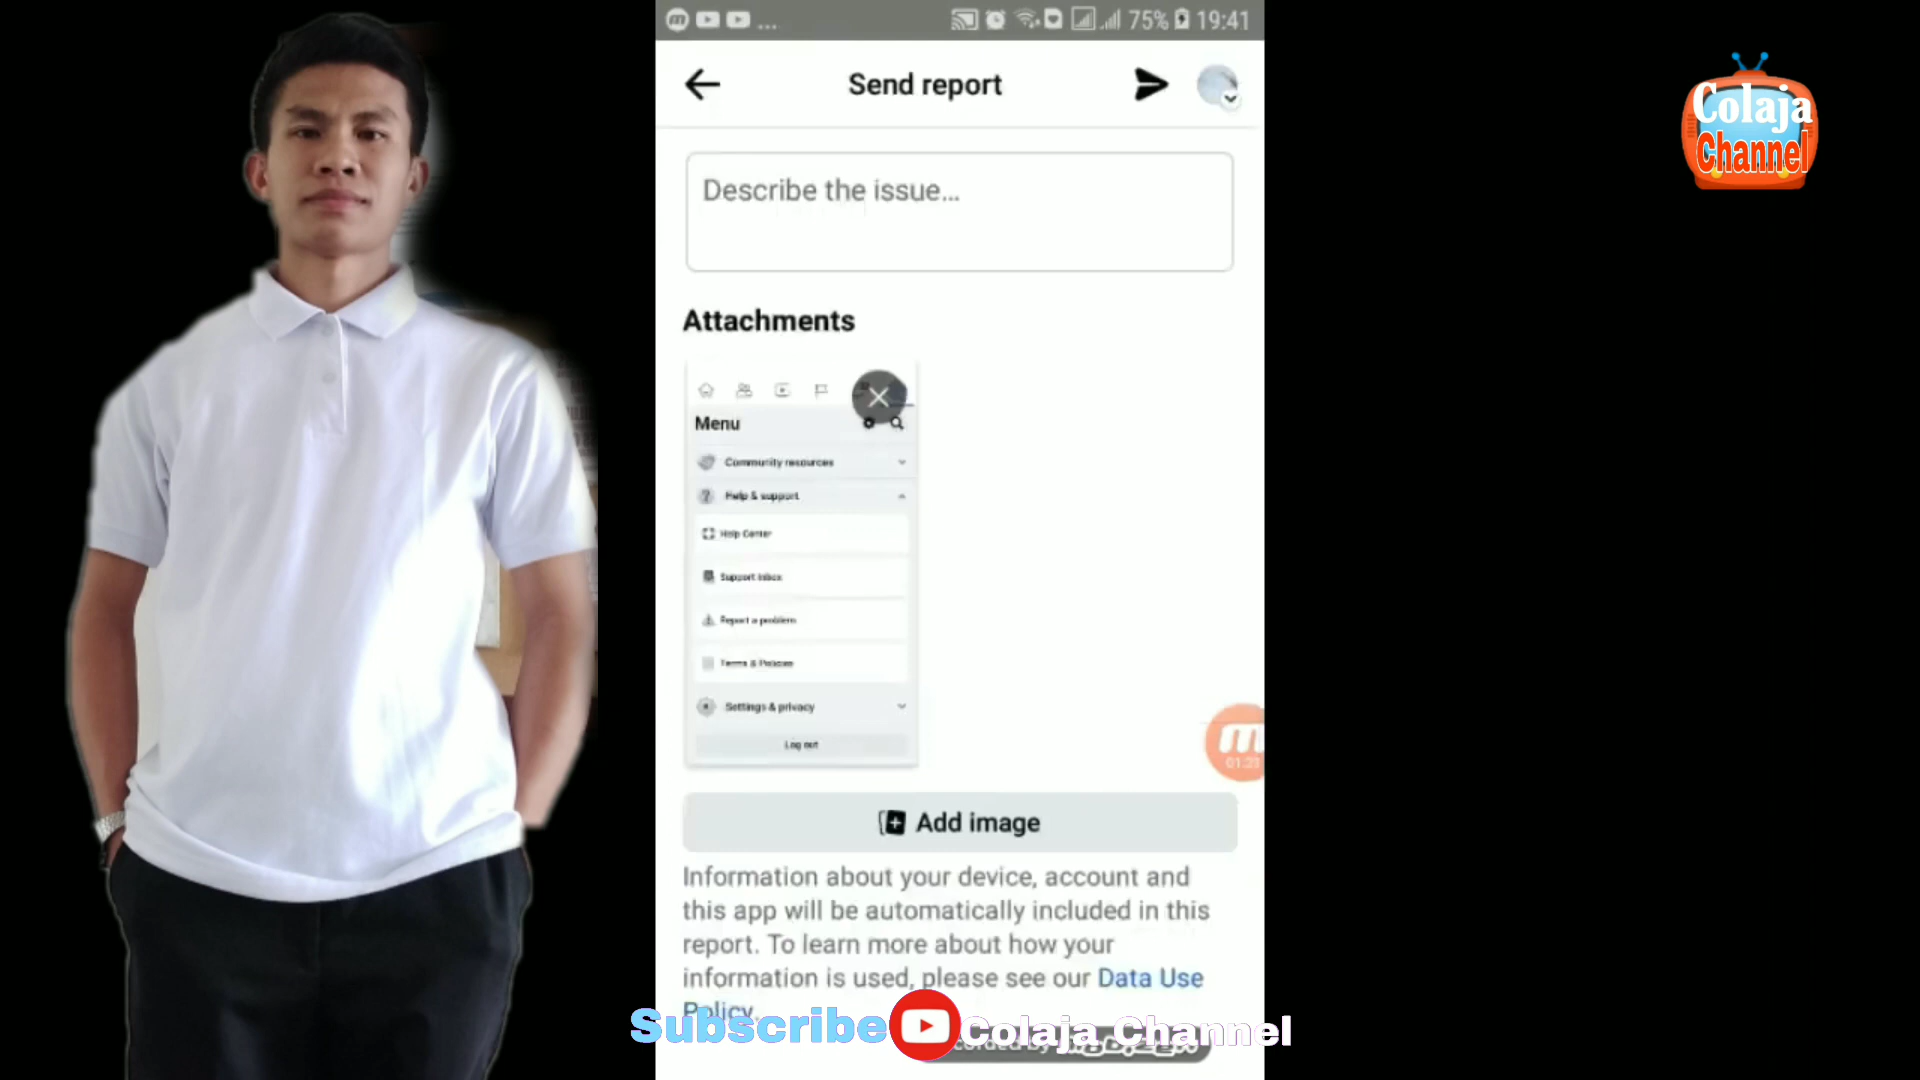 ... 75% 19:41
Send report
Describe the issue...
Attachments
Menu
Community resources
Help & support
Help Center
Support Inbox
Report a problem
Terms & Policies
Settings & privacy
Log out
01:23
Add image
Information about your device, account and
this app will be automatically included in this
report. To learn more about how your
information is used, please see our Data Use
Policy.
Subscribe Colaja Channel
Colaja
Channel